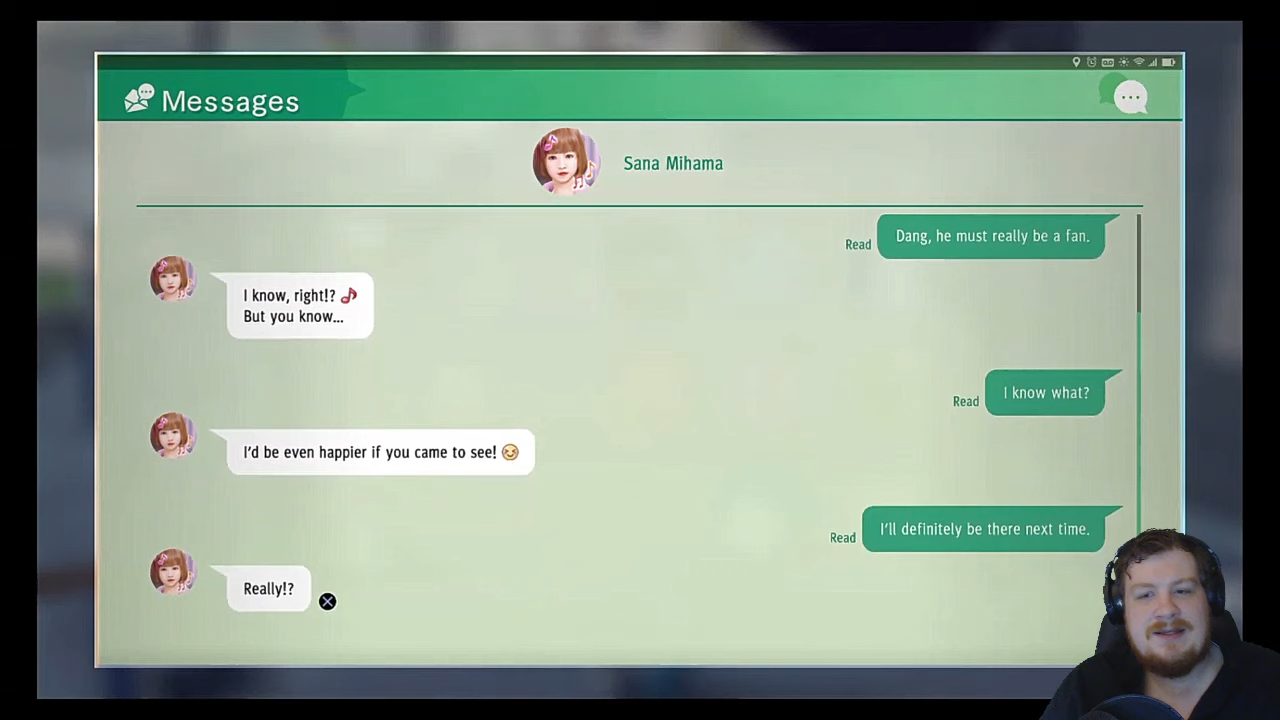 Messages
Sana Mihama
Dang, he must really be a fan.
Read
I know, right!?
But you know...
I know what?
Read
I'd be even happier if you came to see!
I'll definitely be there next time.
Read
Really!?